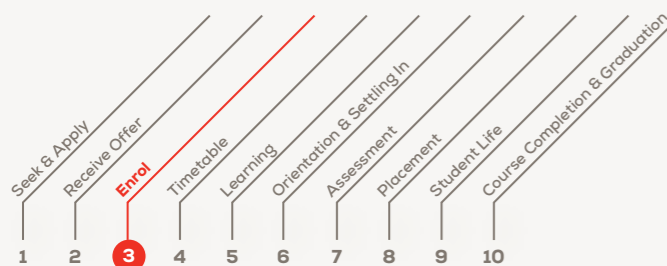 Seek & Apply
Receive Offer
Enrol
Timetable
Learning
Orientation & Settling In
Assessment
Placement
Student Life
Course Completion & Graduation
1
2
3
4
5
6
7
8
9
10